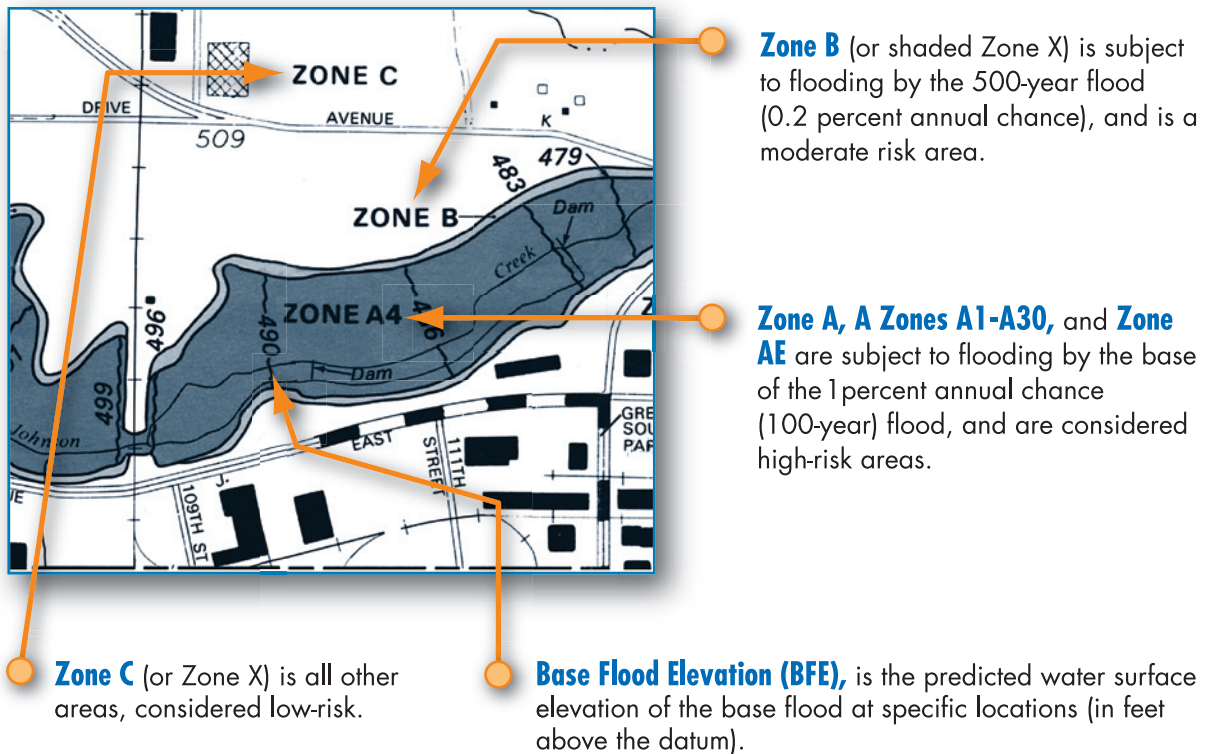 ZONE C
DRIVE
AVENUE
509
K
483
479
ZONE B
Dam
Creek
ZONE A4
496
490
Dam
499
Johnson
EAST
111TH
STREET
GRE
SOU
PAR
J.
109TH ST
Zone B (or shaded Zone X) is subject
to flooding by the 500-year flood
(0.2 percent annual chance), and is a
moderate risk area.
Zone A, A Zones A1-A30, and Zone
AE are subject to flooding by the base
of the 1percent annual chance
(100-year) flood, and are considered
high-risk areas.
Zone C (or Zone X) is all other
areas, considered low-risk.
Base Flood Elevation (BFE), is the predicted water surface
elevation of the base flood at specific locations (in feet
above the datum).